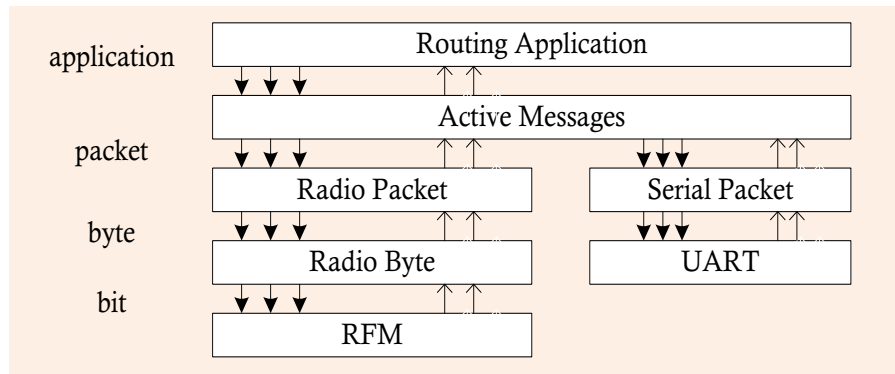 application
Routing Application
Active Messages
packet
Radio Packet
Serial Packet
byte
Radio Byte
UART
bit
RFM